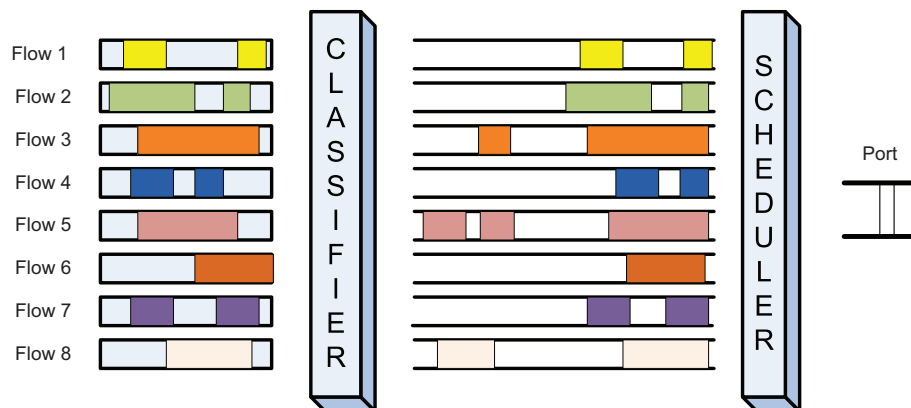 Flow 1
Flow 2
Flow 3
Flow 4
Flow 5
Flow 6
Flow 7
Flow 8
CLASSIFIER
SCHEDULER
Port